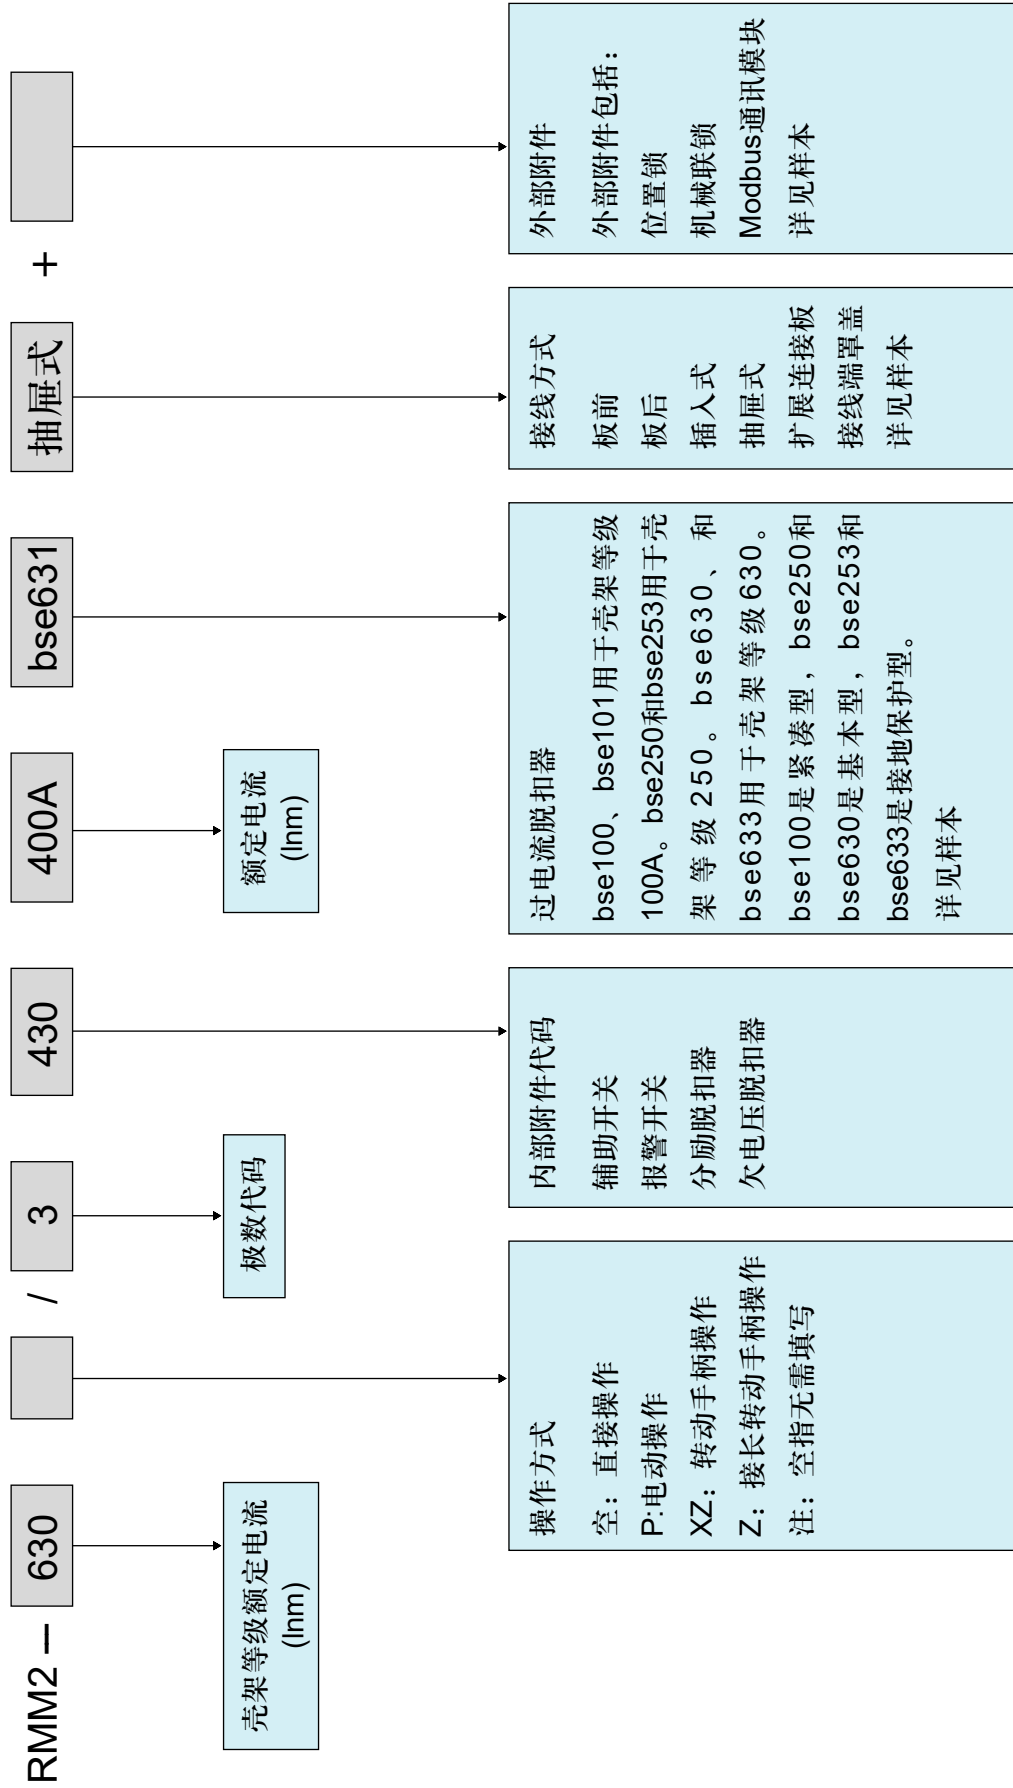 RMM2 — 630 / 3 430 400A bse631 抽屉式 +
壳架等级额定电流
(Inm)
极数代码
额定电流
(Inm)
操作方式
空：直接操作
P:电动操作
XZ：转动手柄操作
Z：接长转动手柄操作
注：空指无需填写
内部附件代码
辅助开关
报警开关
分励脱扣器
欠电压脱扣器
过电流脱扣器
bse100、bse101用于壳架等级
100A。bse250和bse253用于壳
架等级250。bse630、和
bse633用于壳架等级630。
bse100是紧凑型，bse250和
bse630是基本型，bse253和
bse633是接地保护型。
详见样本
接线方式
板前
板后
插入式
抽屉式
扩展连接板
接线端罩盖
详见样本
外部附件
外部附件包括：
位置锁
机械联锁
Modbus通讯模块
详见样本